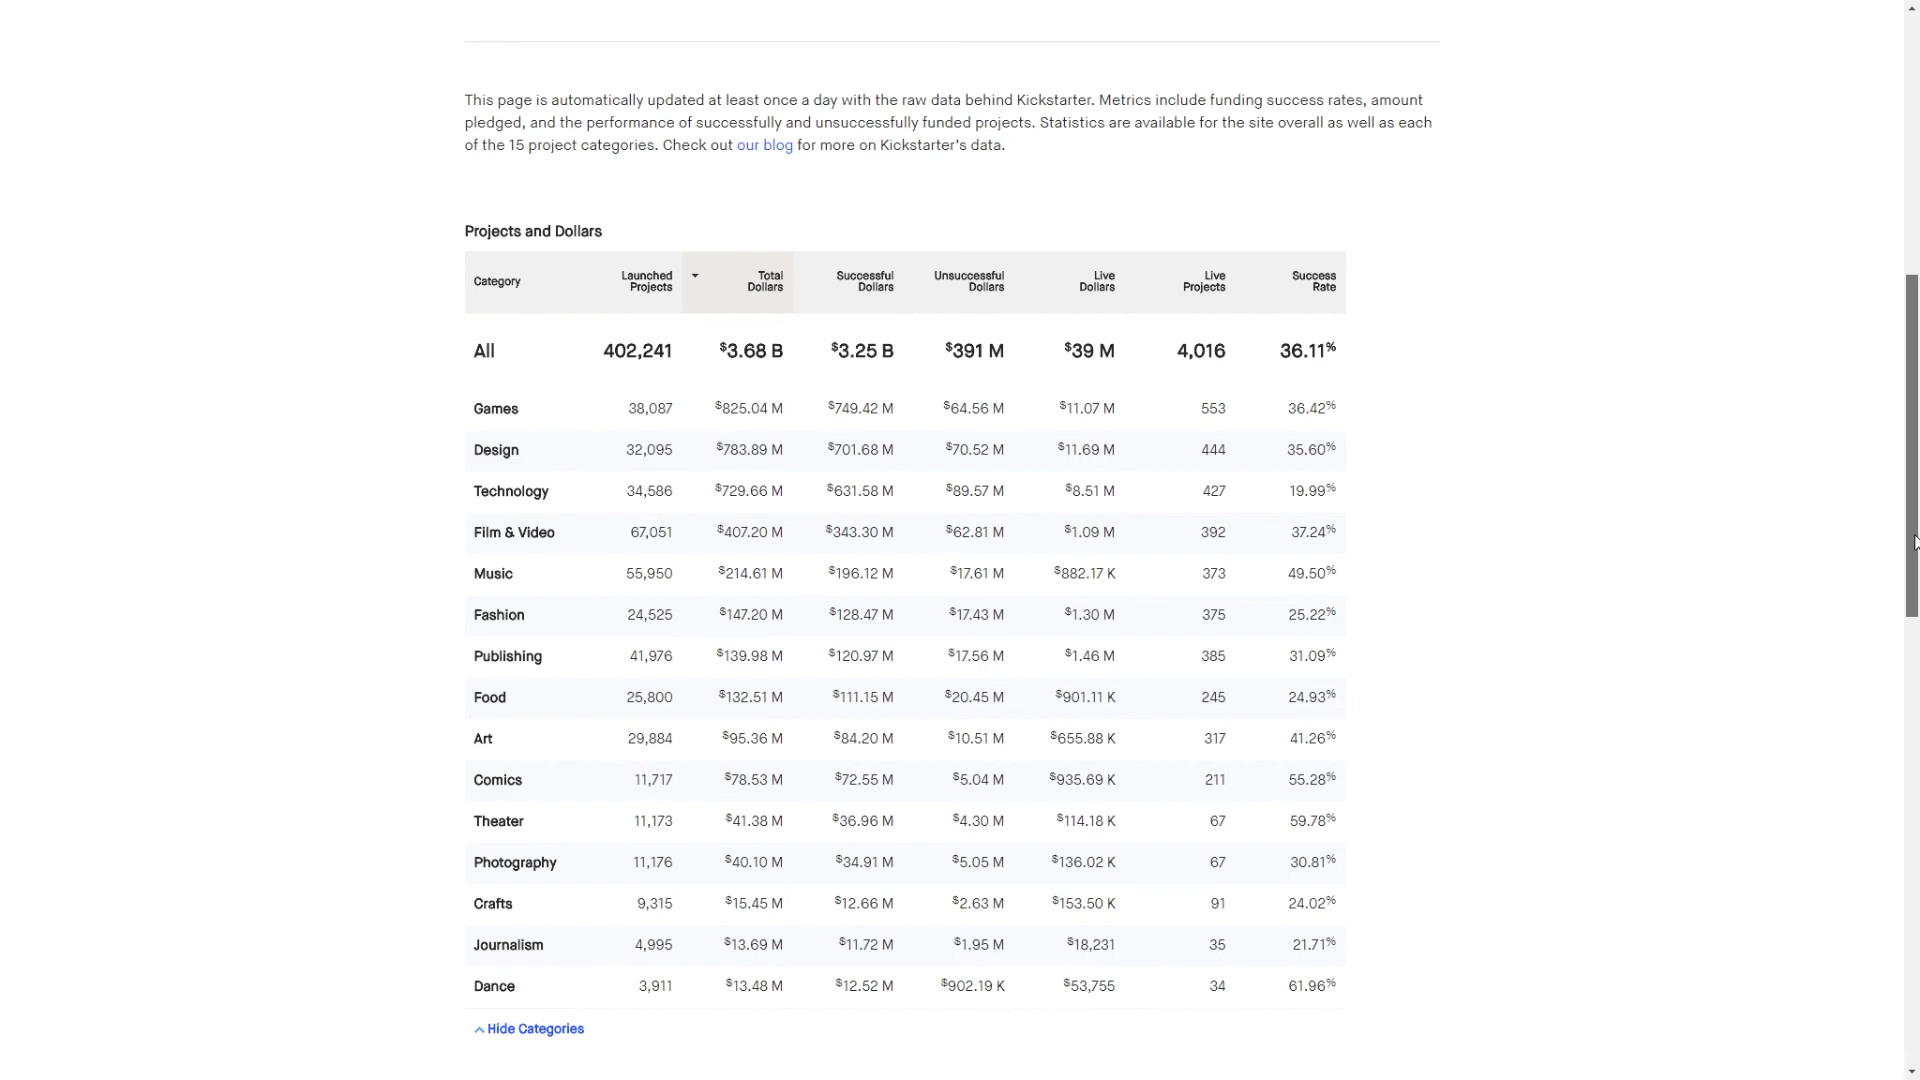 This page is automatically updated at least once a day with the raw data behind Kickstarter. Metrics include funding success rates, amount
pledged, and the performance of successfully and unsuccessfully funded projects. Statistics are available for the site overall as well as each
of the 15 project categories. Check out our blog for more on Kickstarter's data.
Projects and Dollars
Category Launched Projects Total Dollars Successful Dollars Unsuccessful Dollars Live Dollars Live Projects Success Rate
All 402,241 $3.68 B $3.25 B $391 M $39 M 4,016 36.11%
Games 38,087 $825.04 M $749.42 M $64.56 M $11.07 M 553 36.42%
Design 32,095 $783.89 M $701.68 M $70.52 M $11.69 M 444 35.60%
Technology 34,586 $729.66 M $631.58 M $89.57 M $8.51 M 427 19.99%
Film & Video 67,051 $407.20 M $343.30 M $62.81 M $1.09 M 392 37.24%
Music 55,950 $214.61 M $196.12 M $17.61 M $882.17 K 373 49.50%
Fashion 24,525 $147.20 M $128.47 M $17.43 M $1.30 M 375 25.22%
Publishing 41,976 $139.98 M $120.97 M $17.56 M $1.46 M 385 31.09%
Food 25,800 $132.51 M $111.15 M $20.45 M $901.11 K 245 24.93%
Art 29,884 $95.36 M $84.20 M $10.51 M $655.88 K 317 41.26%
Comics 11,717 $78.53 M $72.55 M $5.04 M $935.69 K 211 55.28%
Theater 11,173 $41.38 M $36.96 M $4.30 M $114.18 K 67 59.78%
Photography 11,176 $40.10 M $34.91 M $5.05 M $136.02 K 67 30.81%
Crafts 9,315 $15.45 M $12.66 M $2.63 M $153.50 K 91 24.02%
Journalism 4,995 $13.69 M $11.72 M $1.95 M $18,231 35 21.71%
Dance 3,911 $13.48 M $12.52 M $902.19 K $53,755 34 61.96%
Hide Categories